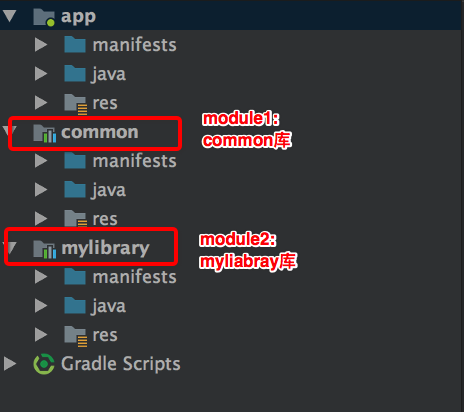 app
manifests
java
res
common
module1:
common库
manifests
java
res
mylibrary
module2:
myliabray库
manifests
java
res
Gradle Scripts